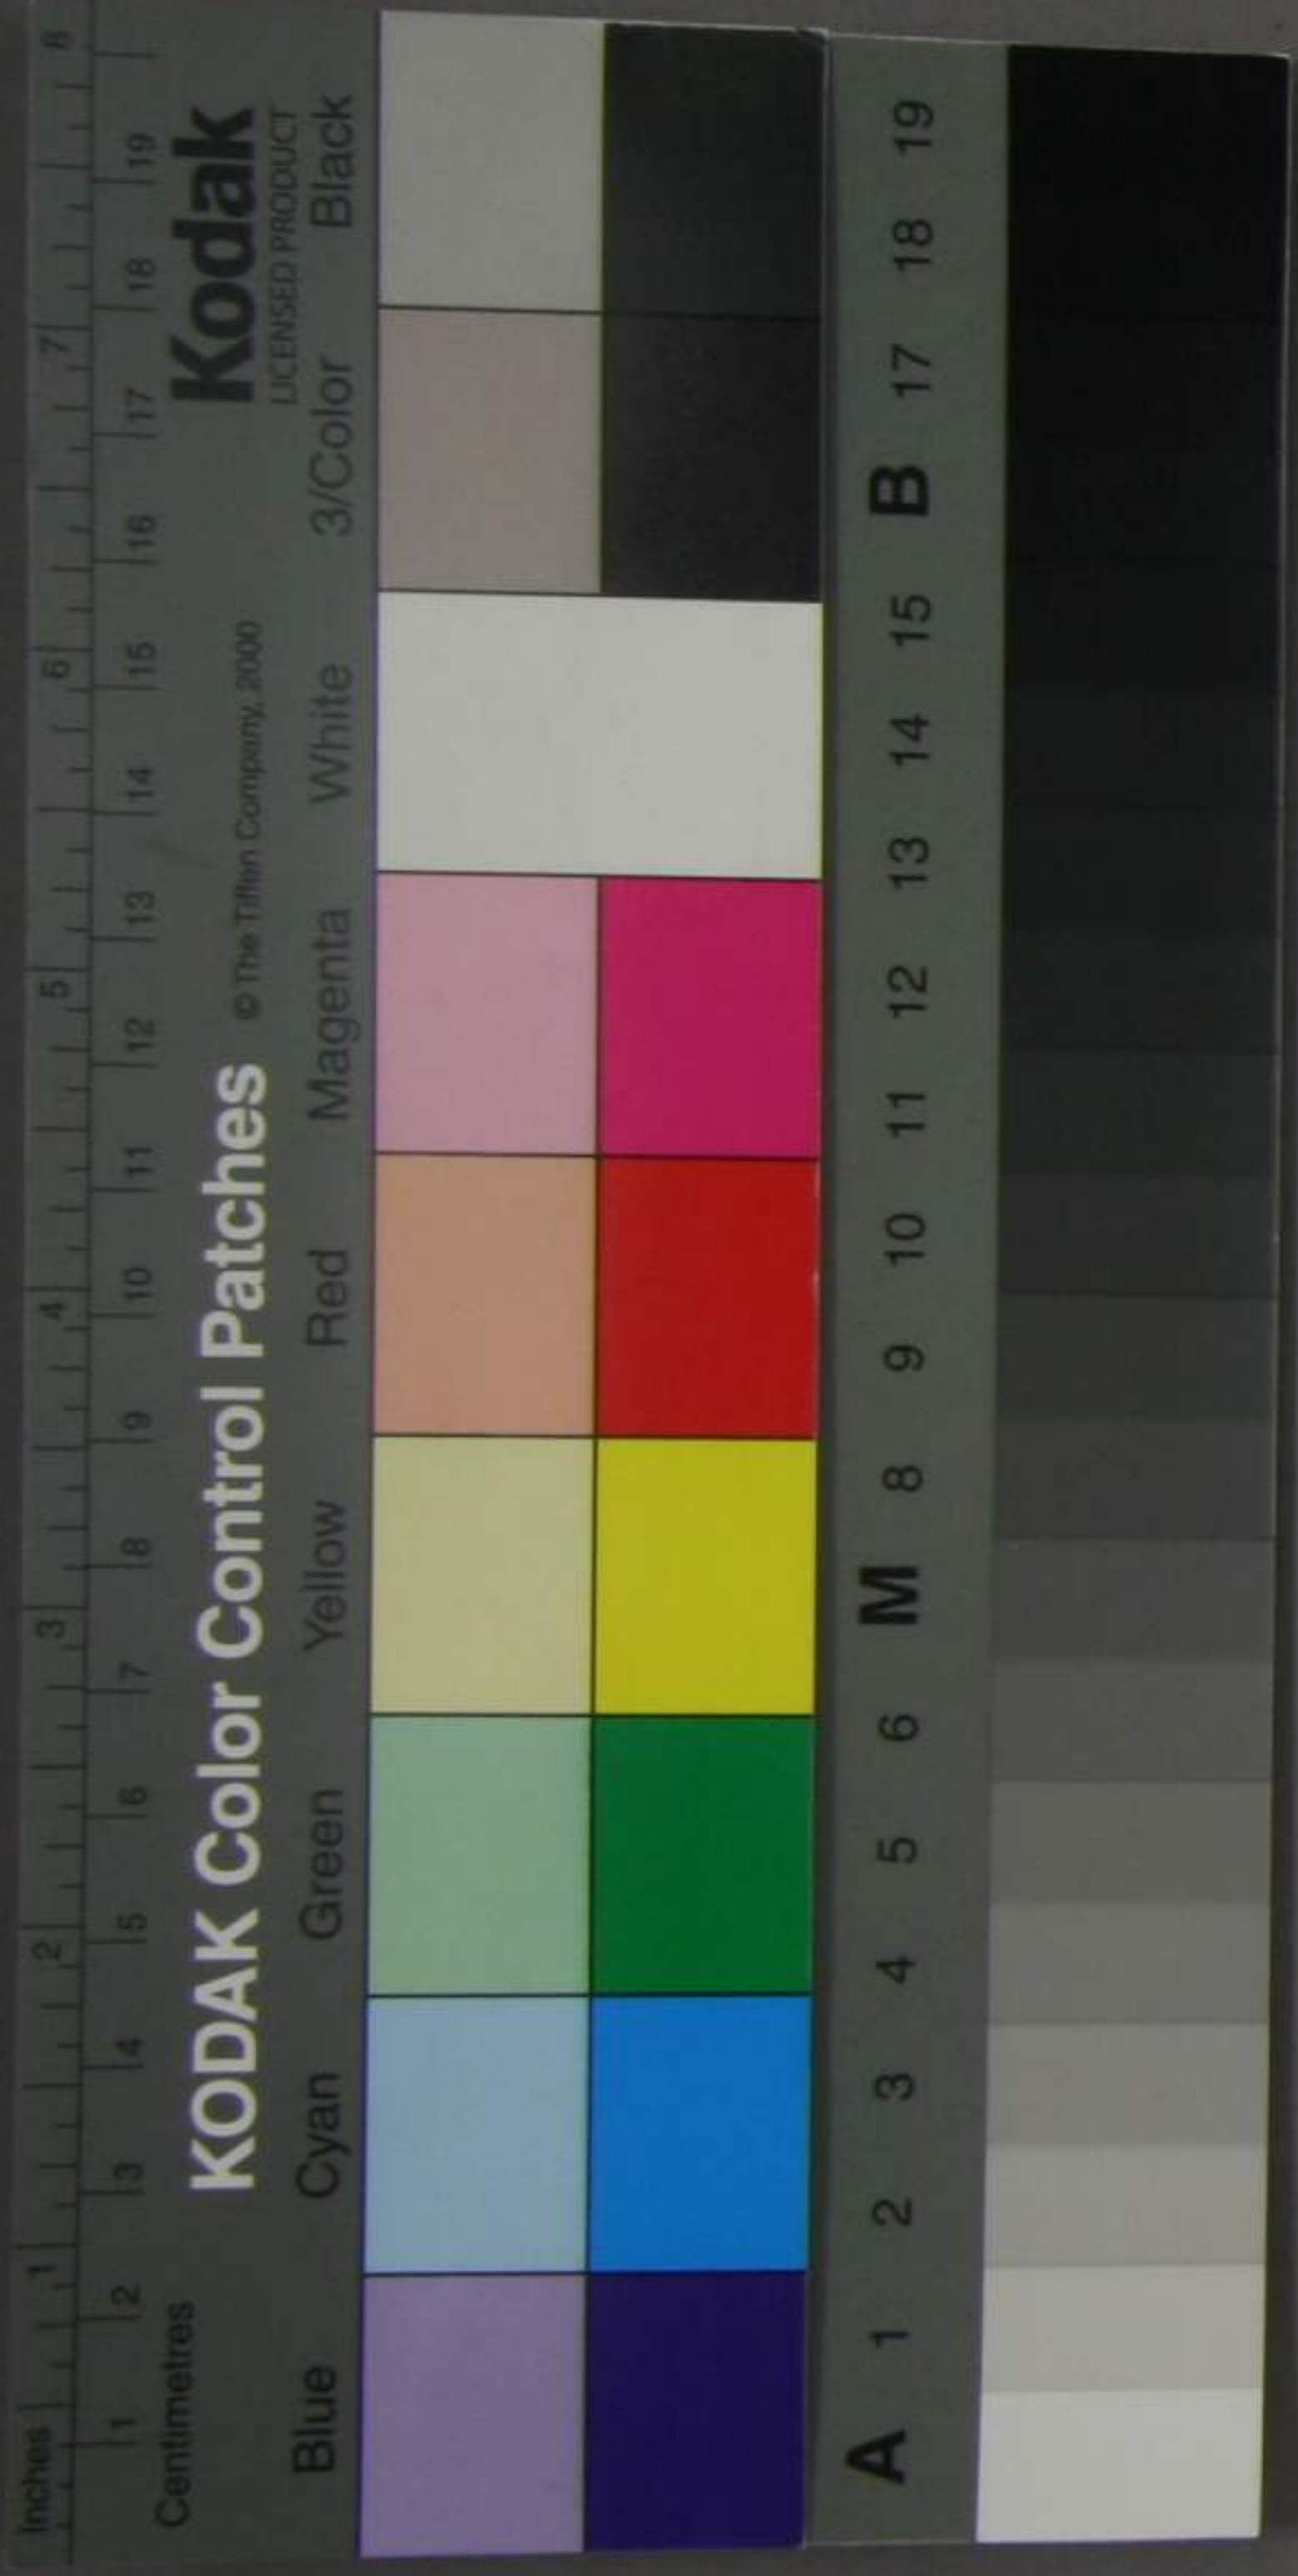 Inches 1 2 3 4 5 6 7 8
Centimetres 1 2 3 4 5 6 7 8 9 10 11 12 13 14 15 16 17 18 19
KODAK Color Control Patches © The Tiffen Company, 2000 Kodak
LICENSED PRODUCT
Blue Cyan Green Yellow Red Magenta White 3/Color Black
A 1 2 3 4 5 6 M 8 9 10 11 12 13 14 15 B 17 18 19